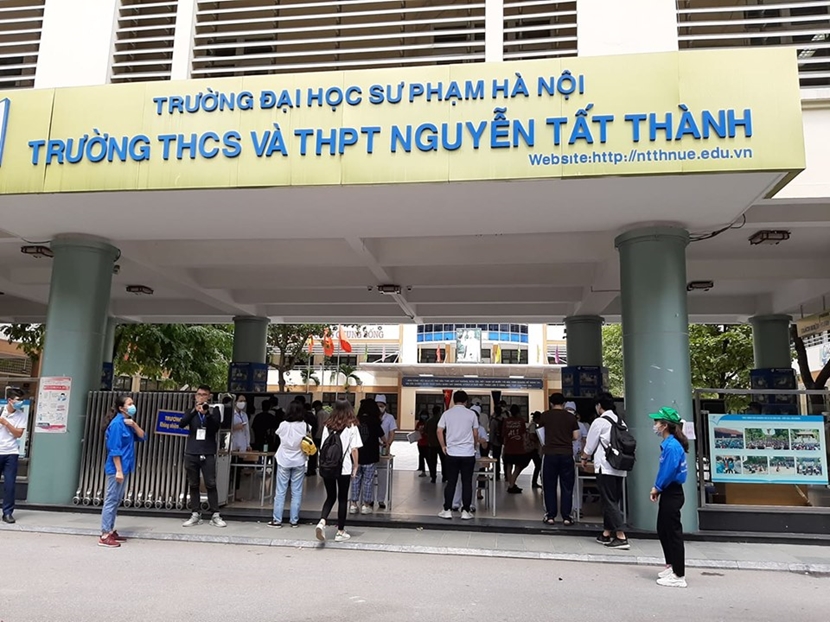 TRƯỜNG ĐẠI HỌC SƯ PHẠM HÀ NỘI
TRƯỜNG THCS VÀ THPT NGUYỄN TẤT THÀNH
Website:http://ntthnue.edu.vn